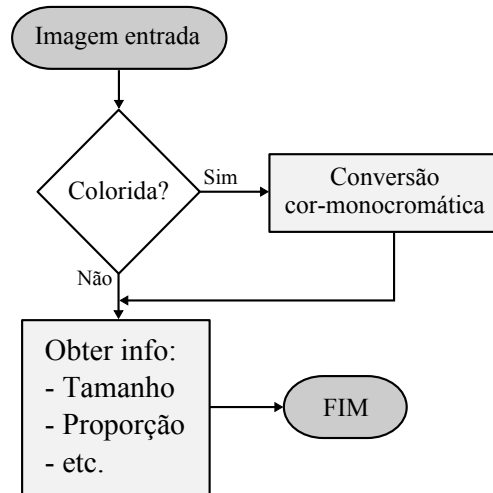 Imagem entrada
Colorida?
Sim
Conversão
cor-monocromática
Não
Obter info:
- Tamanho
- Proporção
- etc.
FIM